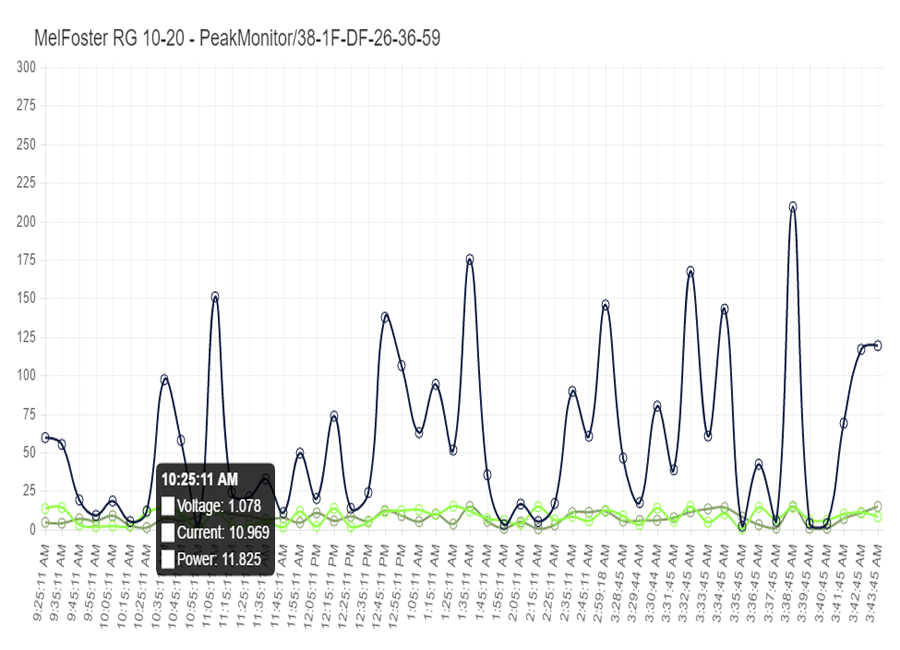 MelFoster RG 10-20 - PeakMonitor/38-1F-DF-26-36-59
300
275
250
225
200
175
150
125
100
75
50
25
0
10:25:11 AM
Voltage: 1.078
Current: 10.969
Power: 11.825
9:25:11 AM
9:35:11 AM
9:45:11 AM
9:55:11 AM
10:05:11 AM
10:15:11 AM
10:25:11 AM
10:35:11
10:45:11
10:55:11
11:05:11
11:15:11
11:25:11
11:35:11
11:45:11 AM
11:55:11 AM
12:05:11 PM
12:15:11 PM
12:25:11 PM
12:35:11 PM
12:45:11 PM
12:55:11 PM
1:05:11 AM
1:15:11 AM
1:25:11 AM
1:35:11 AM
1:45:11 AM
1:55:11 AM
2:05:11 AM
2:15:11 AM
2:25:11 AM
2:35:11 AM
2:45:11 AM
2:59:18 AM
3:28:45 AM
3:29:44 AM
3:30:44 AM
3:31:44 AM
3:32:45 AM
3:33:45 AM
3:34:45 AM
3:35:45 AM
3:36:45 AM
3:37:45 AM
3:38:45 AM
3:39:45 AM
3:40:45 AM
3:41:45 AM
3:42:45 AM
3:43:45 AM